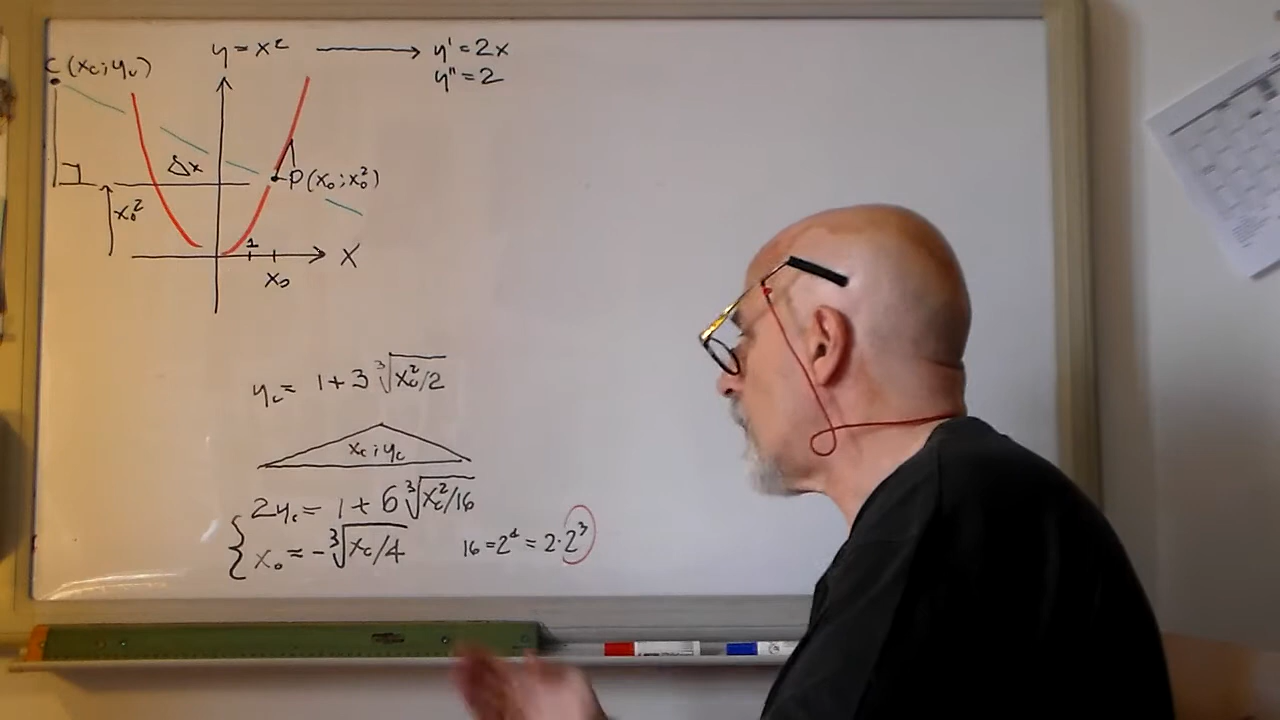 y = x² → y' = 2x
y'' = 2
C (xc; yc)
Δx
P(x₀; x₀²)
x₀²
1
X
x₀
yc = 1 + 3 ∛(xc²/2)
xc; yc
2yc = 1 + 6 ∛(xc²/16)
x₀ = - ∛(xc/4)
16 = 2⁴ = 2·2³